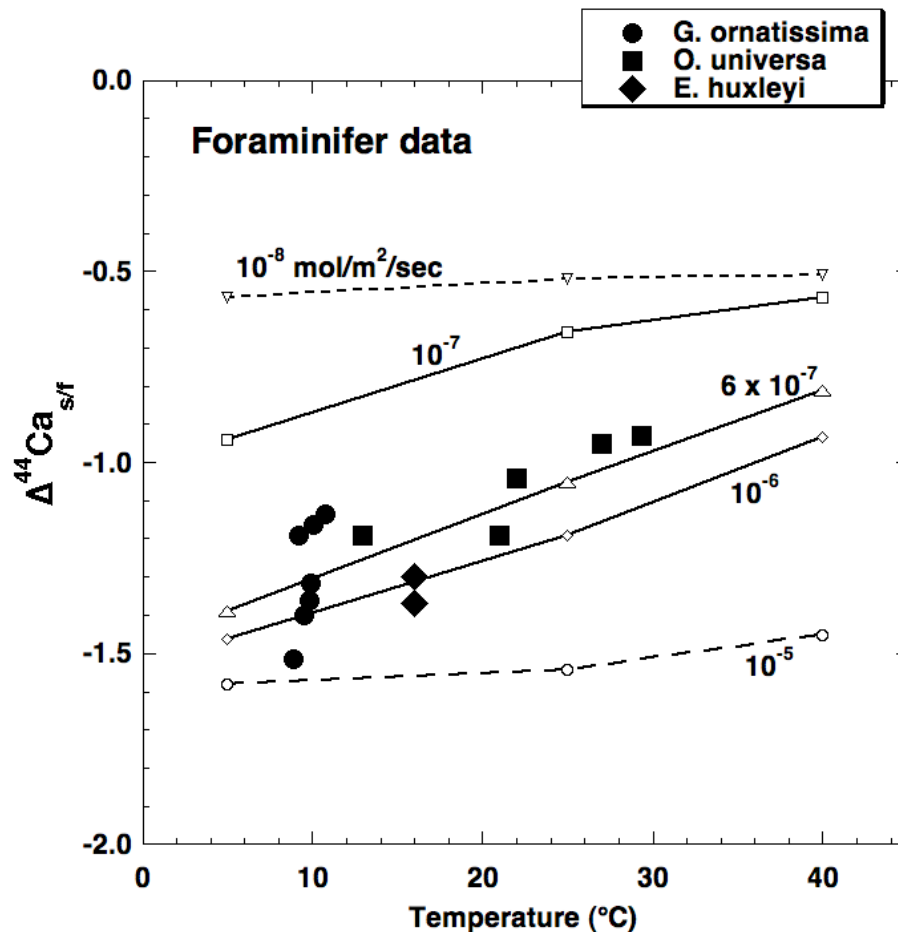 G. ornatissima
O. universa
E. huxleyi
Foraminifer data
0.0
-0.5
-1.0
-1.5
-2.0
Δ⁴⁴Ca s/f
10⁻⁸ mol/m²/sec
10⁻⁷
6 x 10⁻⁷
10⁻⁶
10⁻⁵
0 10 20 30 40
Temperature (°C)